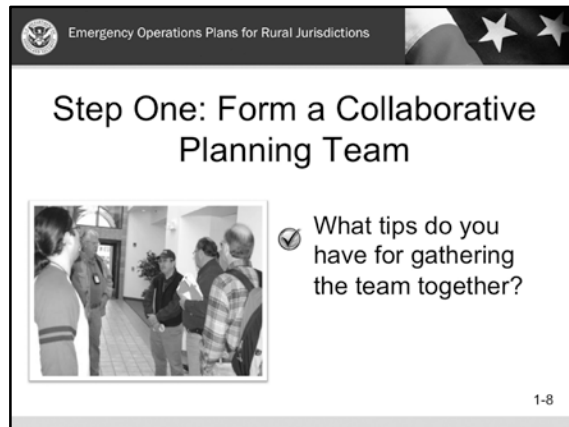 Emergency Operations Plans for Rural Jurisdictions
Step One: Form a Collaborative
Planning Team
What tips do you
have for gathering
the team together?
1-8